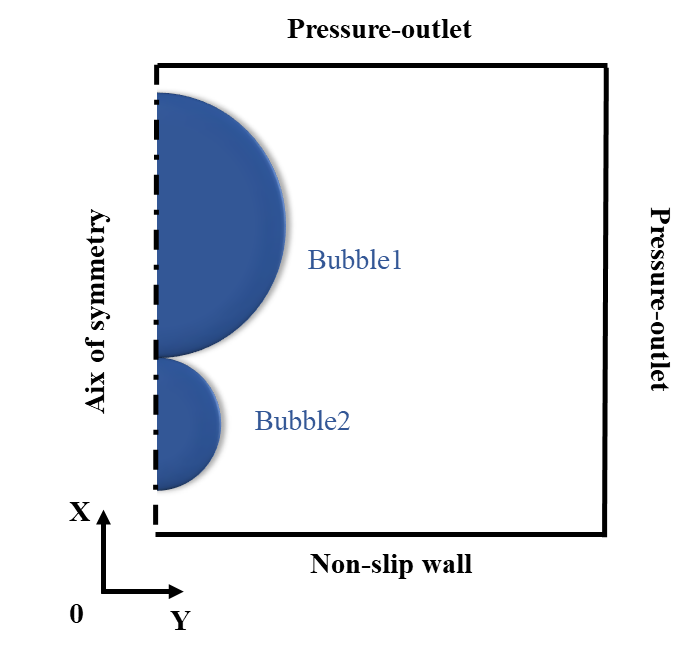 Pressure-outlet
Aix of symmetry
Bubble1
Pressure-outlet
Bubble2
X
Non-slip wall
0
Y